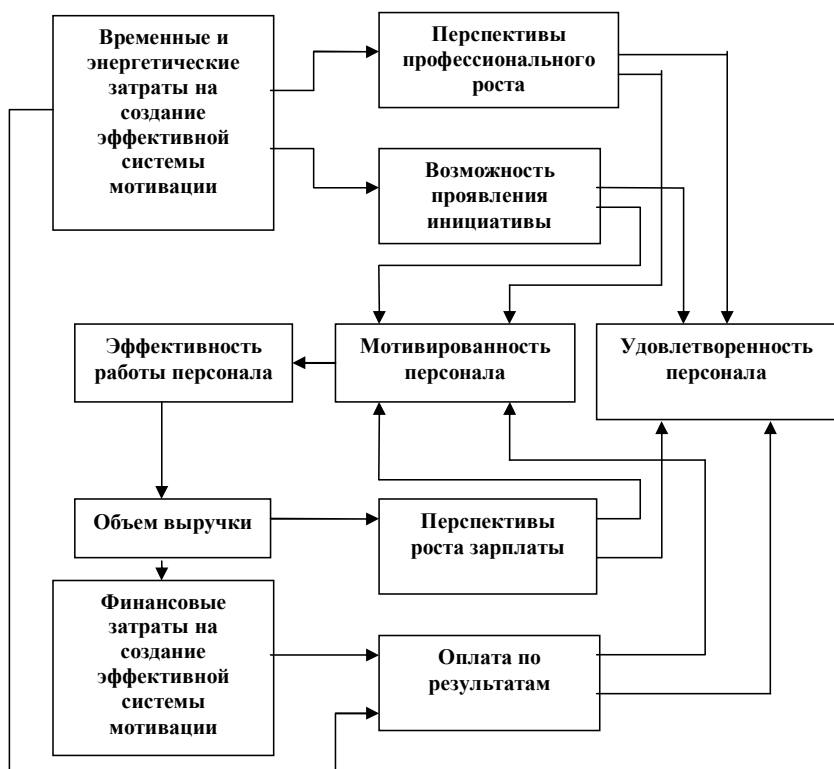 Временные и
энергетические
затраты на
создание
эффективной
системы
мотивации
Перспективы
профессионального
роста
Возможность
проявления
инициативы
Эффективность
работы персонала
Мотивированность
персонала
Удовлетворенность
персонала
Объем выручки
Перспективы
роста зарплаты
Финансовые
затраты на
создание
эффективной
системы
мотивации
Оплата по
результатам